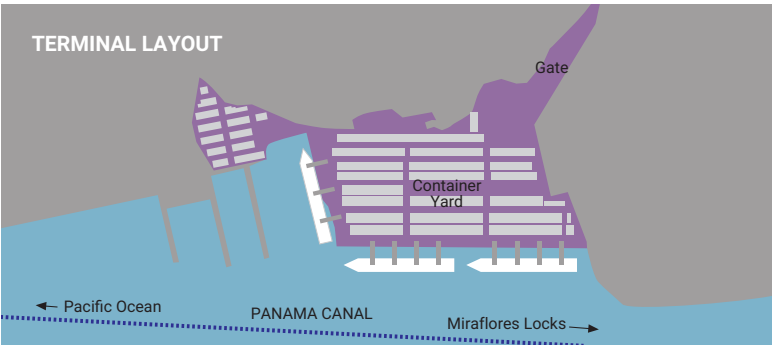 TERMINAL LAYOUT
Gate
Container
Yard
Pacific Ocean
PANAMA CANAL
Miraflores Locks